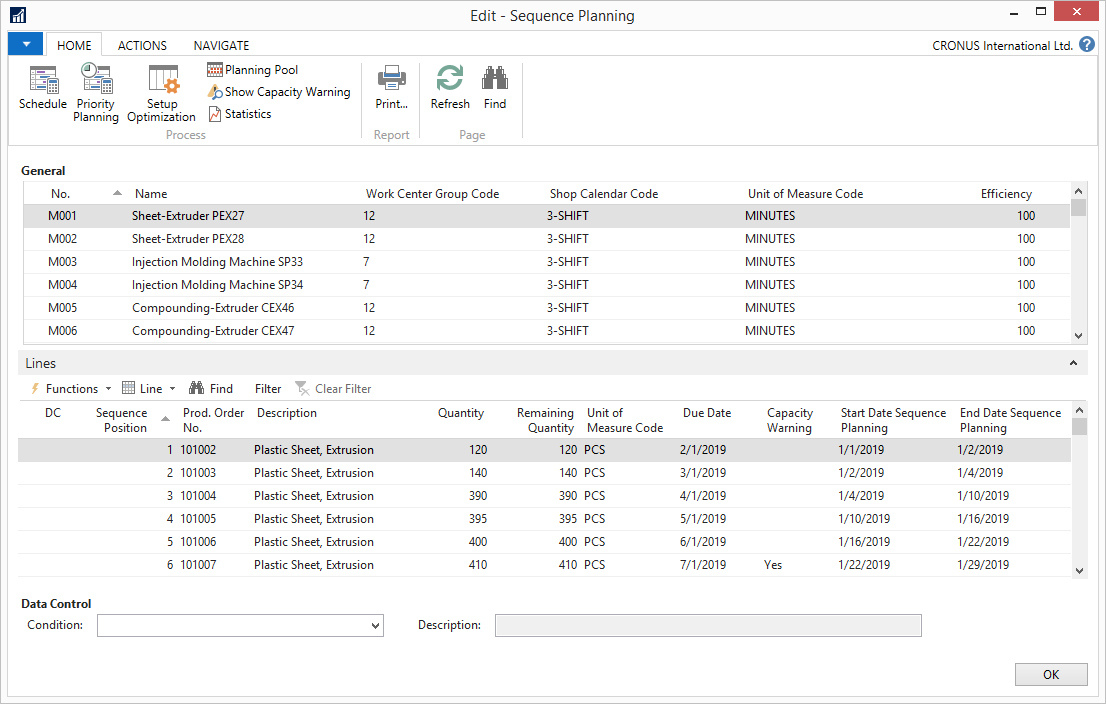 Edit - Sequence Planning
HOME ACTIONS NAVIGATE CRONUS International Ltd. ?
Schedule
Priority Planning
Setup Optimization
Planning Pool
Show Capacity Warning
Statistics
Process
Print...
Report
Refresh
Find
Page
General
No. Name Work Center Group Code Shop Calendar Code Unit of Measure Code Efficiency
M001 Sheet-Extruder PEX27 12 3-SHIFT MINUTES 100
M002 Sheet-Extruder PEX28 12 3-SHIFT MINUTES 100
M003 Injection Molding Machine SP33 7 3-SHIFT MINUTES 100
M004 Injection Molding Machine SP34 7 3-SHIFT MINUTES 100
M005 Compounding-Extruder CEX46 12 3-SHIFT MINUTES 100
M006 Compounding-Extruder CEX47 12 3-SHIFT MINUTES 100
Lines
Functions Line Find Filter Clear Filter
DC Sequence Position Prod. Order No. Description Quantity Remaining Quantity Unit of Measure Code Due Date Capacity Warning Start Date Sequence Planning End Date Sequence Planning
1 101002 Plastic Sheet, Extrusion 120 120 PCS 2/1/2019 1/1/2019 1/2/2019
2 101003 Plastic Sheet, Extrusion 140 140 PCS 3/1/2019 1/2/2019 1/4/2019
3 101004 Plastic Sheet, Extrusion 390 390 PCS 4/1/2019 1/4/2019 1/10/2019
4 101005 Plastic Sheet, Extrusion 395 395 PCS 5/1/2019 1/10/2019 1/16/2019
5 101006 Plastic Sheet, Extrusion 400 400 PCS 6/1/2019 1/16/2019 1/22/2019
6 101007 Plastic Sheet, Extrusion 410 410 PCS 7/1/2019 Yes 1/22/2019 1/29/2019
Data Control
Condition: Description:
OK